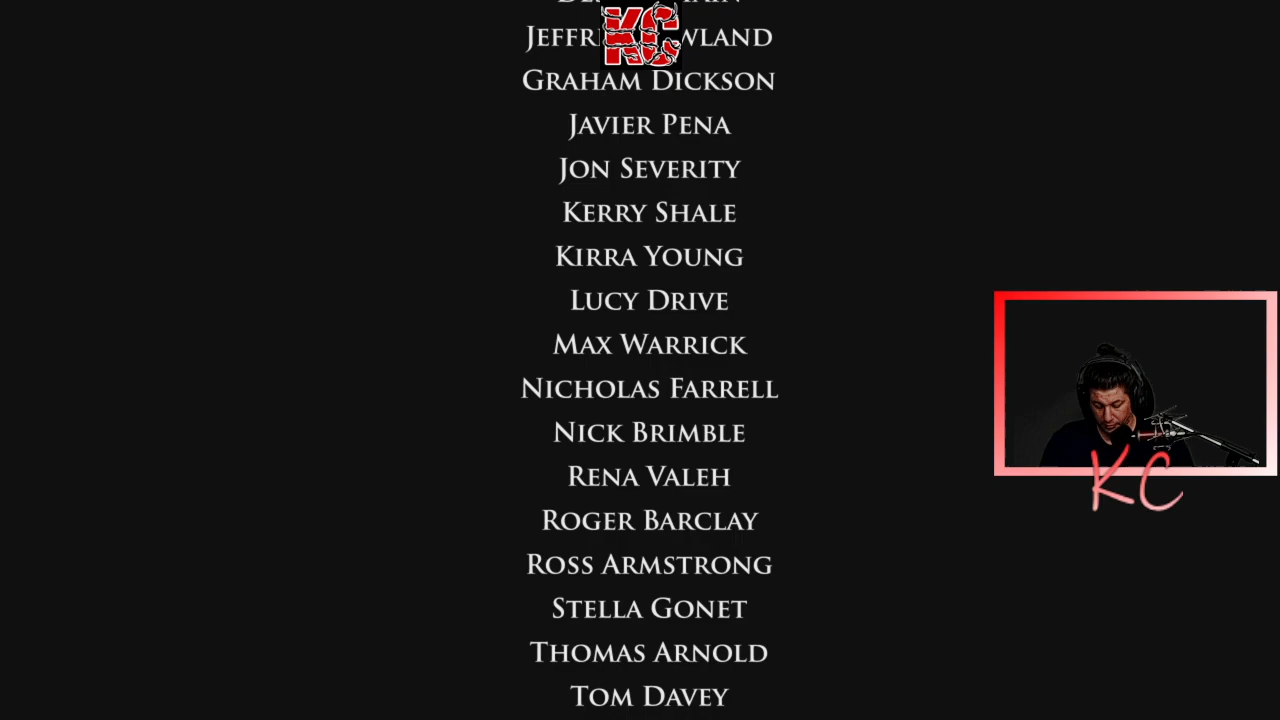 KC
GRAHAM DICKSON
JAVIER PENA
JON SEVERITY
KERRY SHALE
KIRRA YOUNG
LUCY DRIVE
MAX WARRICK
NICHOLAS FARRELL
NICK BRIMBLE
RENA VALEH
ROGER BARCLAY
ROSS ARMSTRONG
STELLA GONET
THOMAS ARNOLD
TOM DAVEY
KC